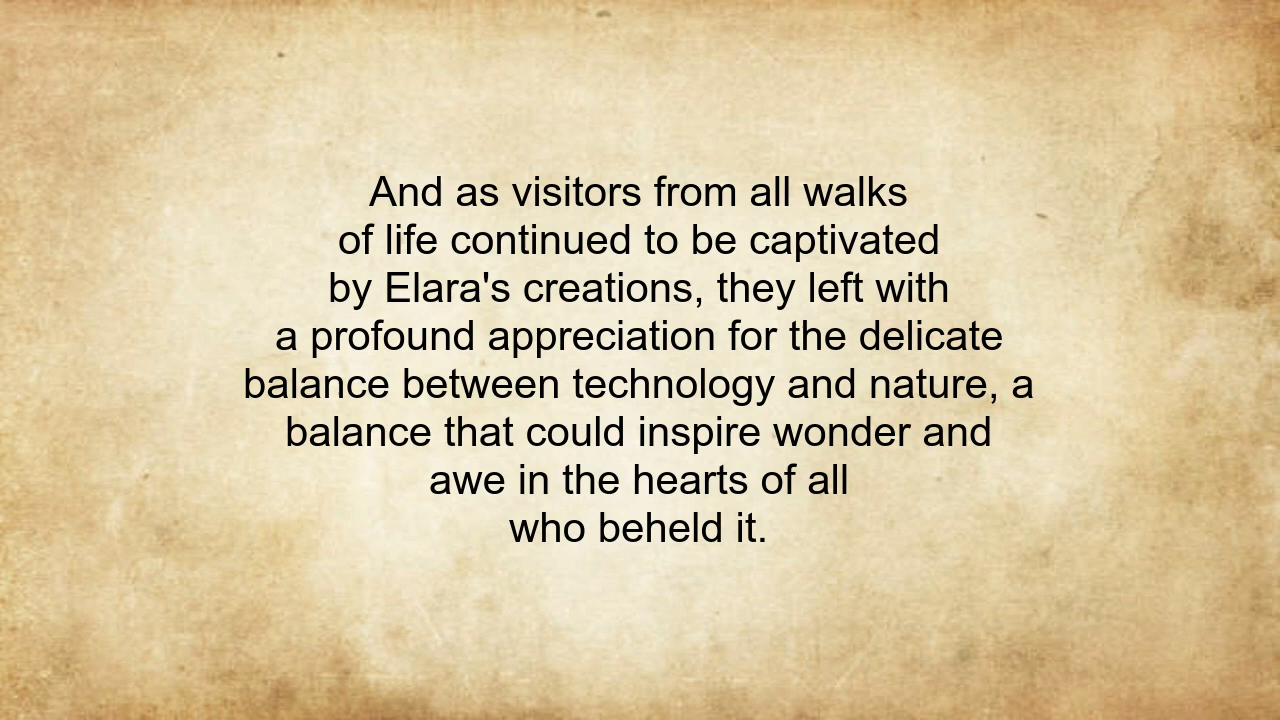 And as visitors from all walks
of life continued to be captivated
by Elara's creations, they left with
a profound appreciation for the delicate
balance between technology and nature, a
balance that could inspire wonder and
awe in the hearts of all
who beheld it.